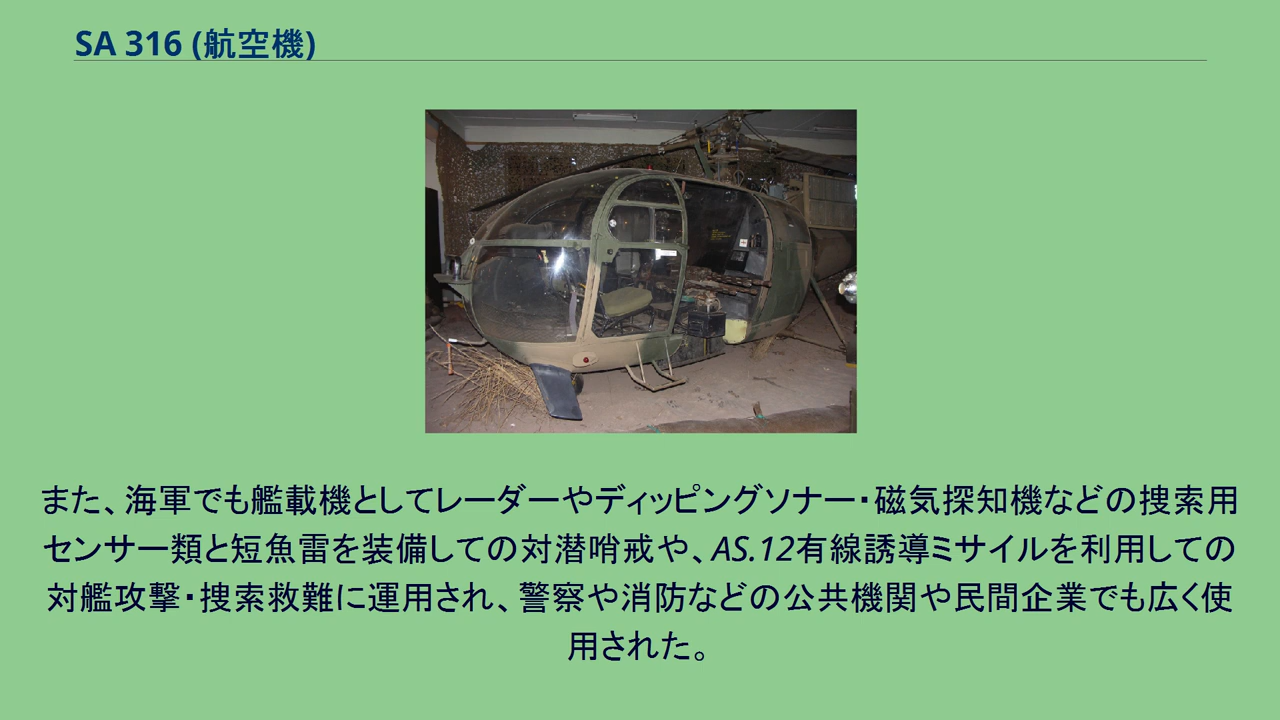 SA 316 (航空機)
また、海軍でも艦載機としてレーダーやディッピングソナー・磁気探知機などの捜索用
センサー類と短魚雷を装備しての対潜哨戒や、AS.12有線誘導ミサイルを利用しての
対艦攻撃・捜索救難に運用され、警察や消防などの公共機関や民間企業でも広く使
用された。